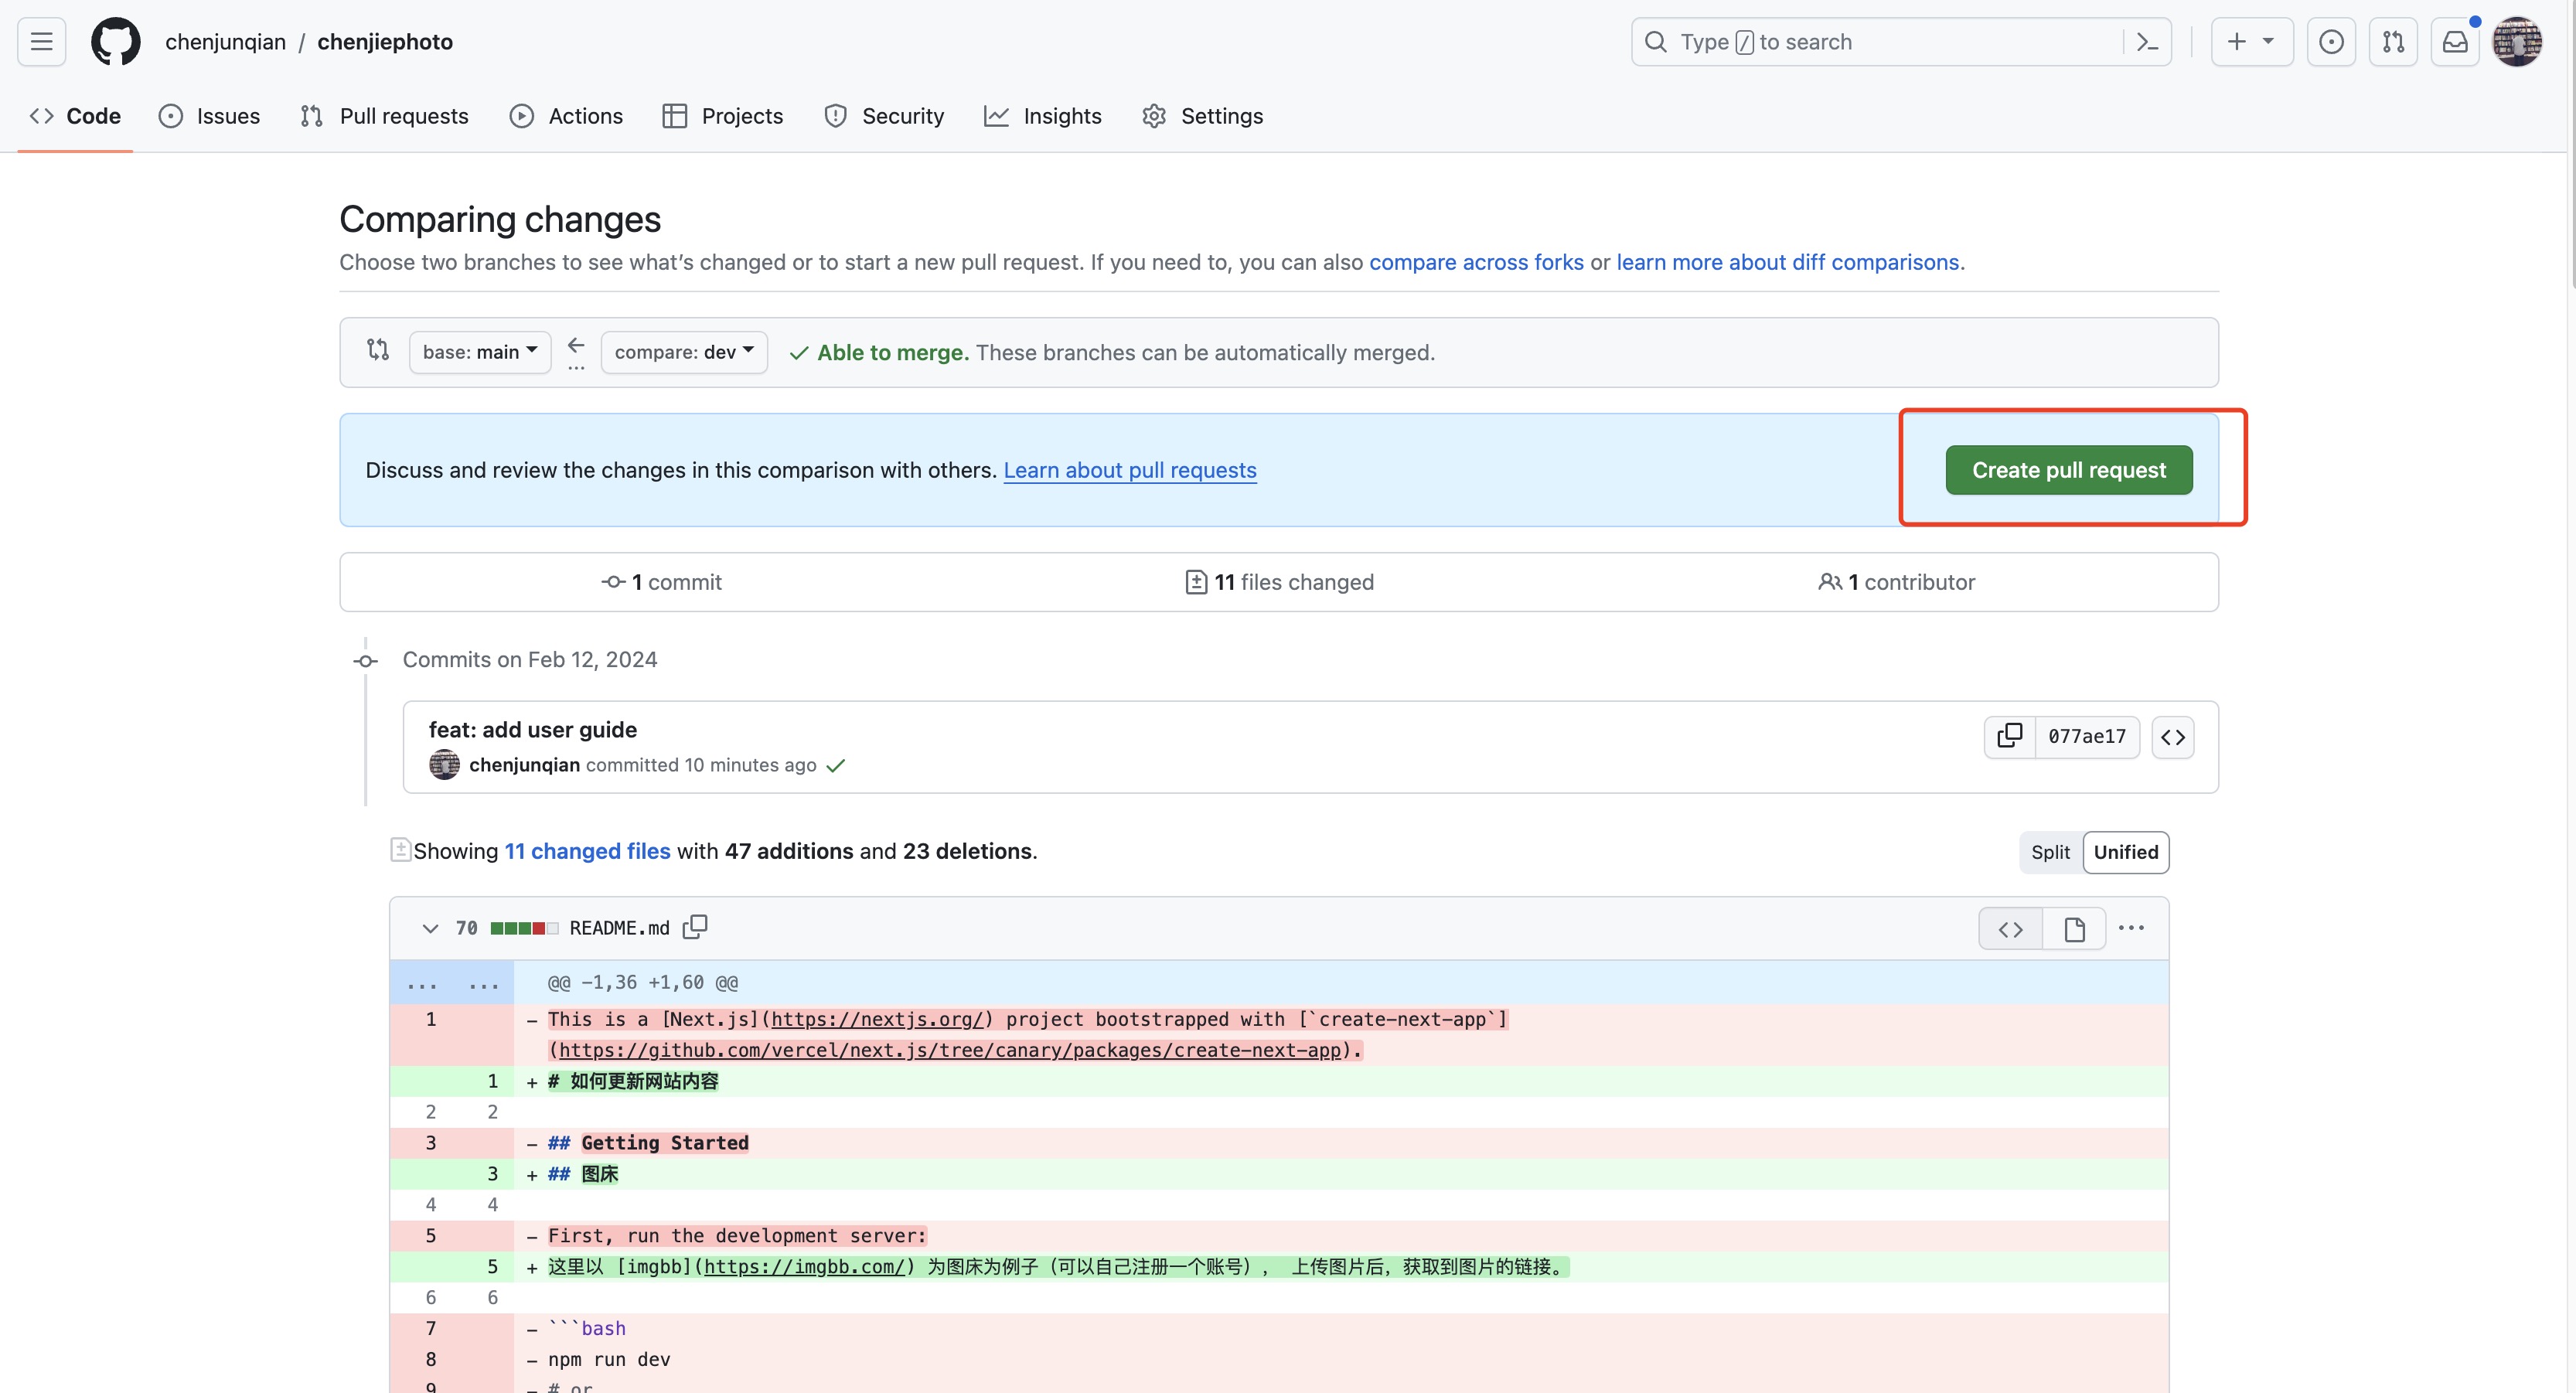 chenjunqian / chenjiephoto
Type / to search
Code
Issues
Pull requests
Actions
Projects
Security
Insights
Settings
Comparing changes
Choose two branches to see what's changed or to start a new pull request. If you need to, you can also compare across forks or learn more about diff comparisons.
base: main
...
compare: dev
Able to merge. These branches can be automatically merged.
Discuss and review the changes in this comparison with others. Learn about pull requests
Create pull request
1 commit
11 files changed
1 contributor
Commits on Feb 12, 2024
feat: add user guide
077ae17
chenjunqian committed 10 minutes ago
Showing 11 changed files with 47 additions and 23 deletions.
Split
Unified
70 README.md
... ... @@ -1,36 +1,60 @@
1 - This is a [Next.js](https://nextjs.org/) project bootstrapped with [`create-next-app`]
(https://github.com/vercel/next.js/tree/canary/packages/create-next-app).
1 + # 如何更新网站内容
2 2
3 - ## Getting Started
3 + ## 图床
4 4
5 - First, run the development server:
5 + 这里以 [imgbb](https://imgbb.com/) 为图床为例子（可以自己注册一个账号）， 上传图片后，获取到图片的链接。
6 6
7 - ```bash
8 - npm run dev
9 - # or